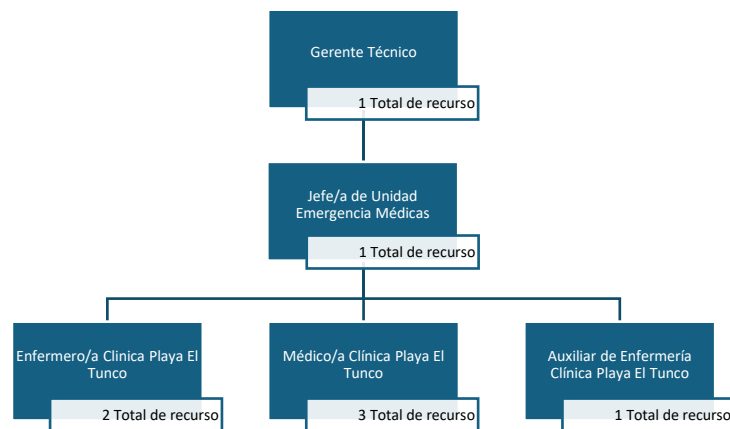 Gerente Técnico
1 Total de recurso
Jefe/a de Unidad
Emergencia Médicas
1 Total de recurso
Enfermero/a Clinica Playa El
Tunco
2 Total de recurso
Médico/a Clínica Playa El
Tunco
3 Total de recurso
Auxiliar de Enfermería
Clínica Playa El Tunco
1 Total de recurso